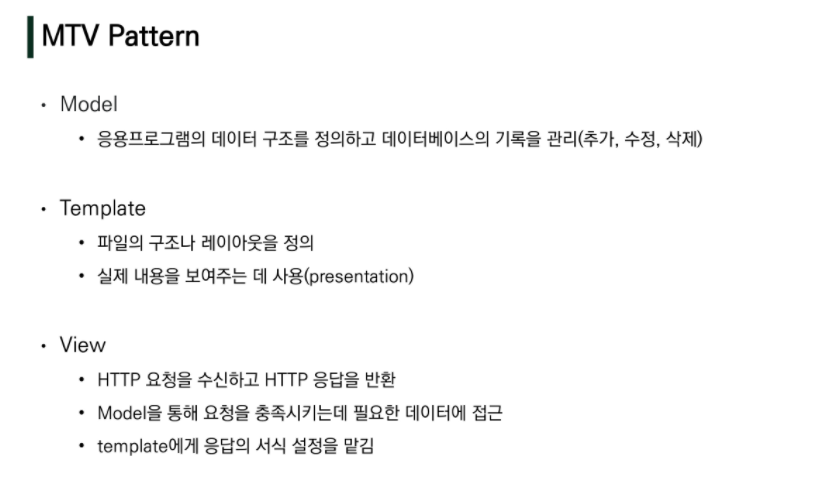 MTV Pattern
• Model
• 응용프로그램의 데이터 구조를 정의하고 데이터베이스의 기록을 관리(추가, 수정, 삭제)
• Template
• 파일의 구조나 레이아웃을 정의
• 실제 내용을 보여주는 데 사용(presentation)
• View
• HTTP 요청을 수신하고 HTTP 응답을 반환
• Model을 통해 요청을 충족시키는데 필요한 데이터에 접근
• template에게 응답의 서식 설정을 맡김